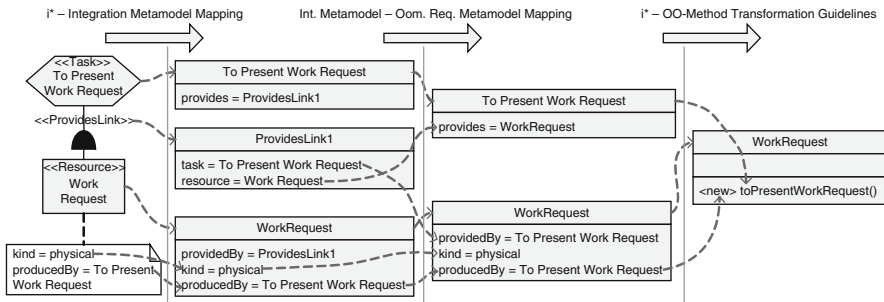 i* – Integration Metamodel Mapping
Int. Metamodel – Oom. Req. Metamodel Mapping
i* – OO-Method Transformation Guidelines
<<Task>>
To Present
Work Request
<<ProvidesLink>>
<<Resource>>
Work
Request
kind = physical
producedBy = To Present
Work Request
To Present Work Request
provides = ProvidesLink1
ProvidesLink1
task = To Present Work Request
resource = Work Request
WorkRequest
providedBy = ProvidesLink1
kind = physical
producedBy = To Present Work Request
To Present Work Request
provides = WorkRequest
WorkRequest
providedBy = To Present Work Request
kind = physical
producedBy = To Present Work Request
WorkRequest
<new> toPresentWorkRequest()